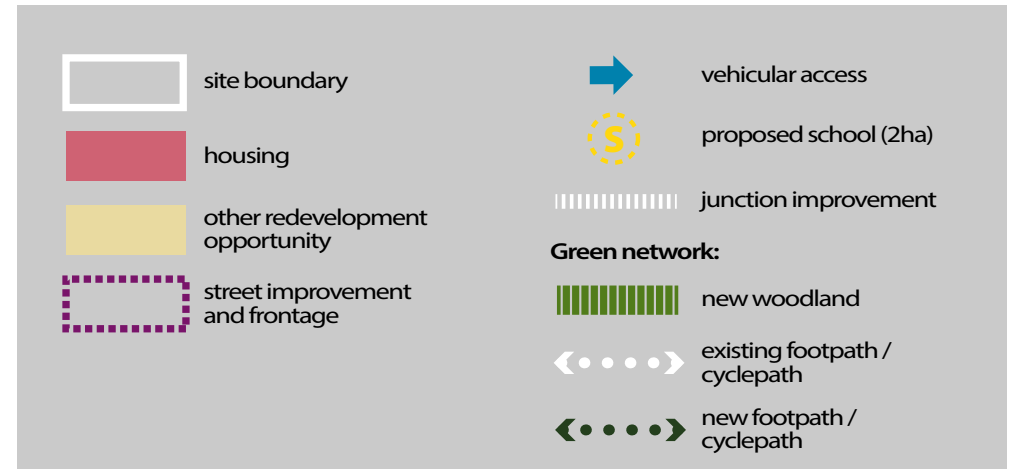 site boundary
housing
other redevelopment
opportunity
street improvement
and frontage
vehicular access
S
proposed school (2ha)
junction improvement
Green network:
new woodland
existing footpath /
cyclepath
new footpath /
cyclepath